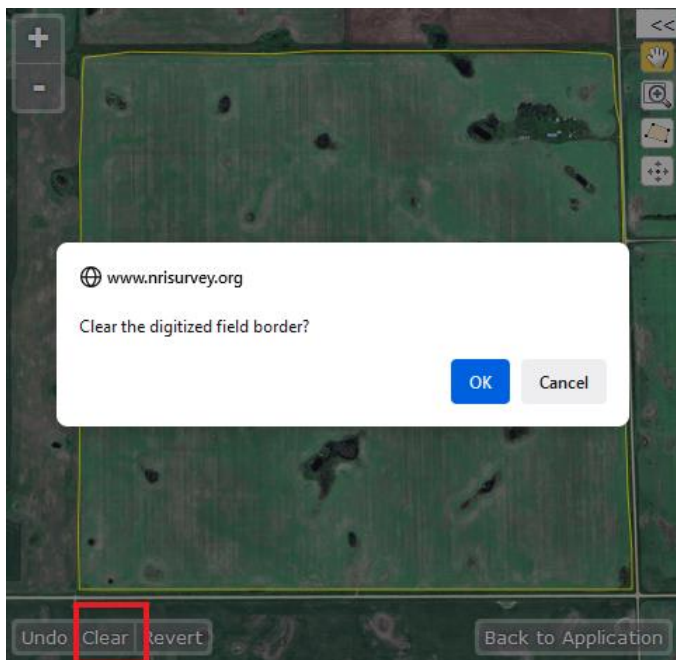 +
<<
-
www.nrisurvey.org
Clear the digitized field border?
OK Cancel
Undo Clear Revert Back to Application